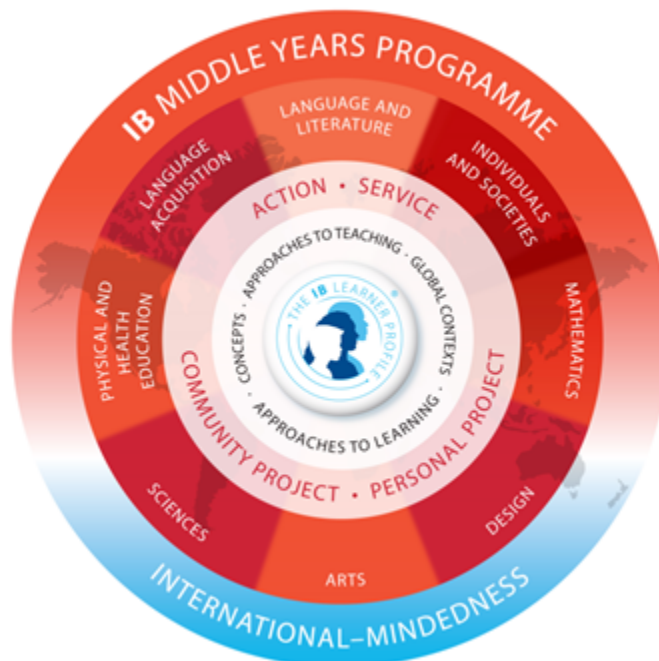 IB MIDDLE YEARS PROGRAMME
LANGUAGE AND
LITERATURE
INDIVIDUALS
AND SOCIETIES
MATHEMATICS
DESIGN
ARTS
SCIENCES
PHYSICAL AND
HEALTH
EDUCATION
LANGUAGE
ACQUISITION
ACTION • SERVICE
COMMUNITY PROJECT • PERSONAL PROJECT
APPROACHES TO TEACHING · GLOBAL CONTEXTS ·
APPROACHES TO LEARNING ·
CONCEPTS ·
THE IB LEARNER PROFILE ®
INTERNATIONAL–MINDEDNESS